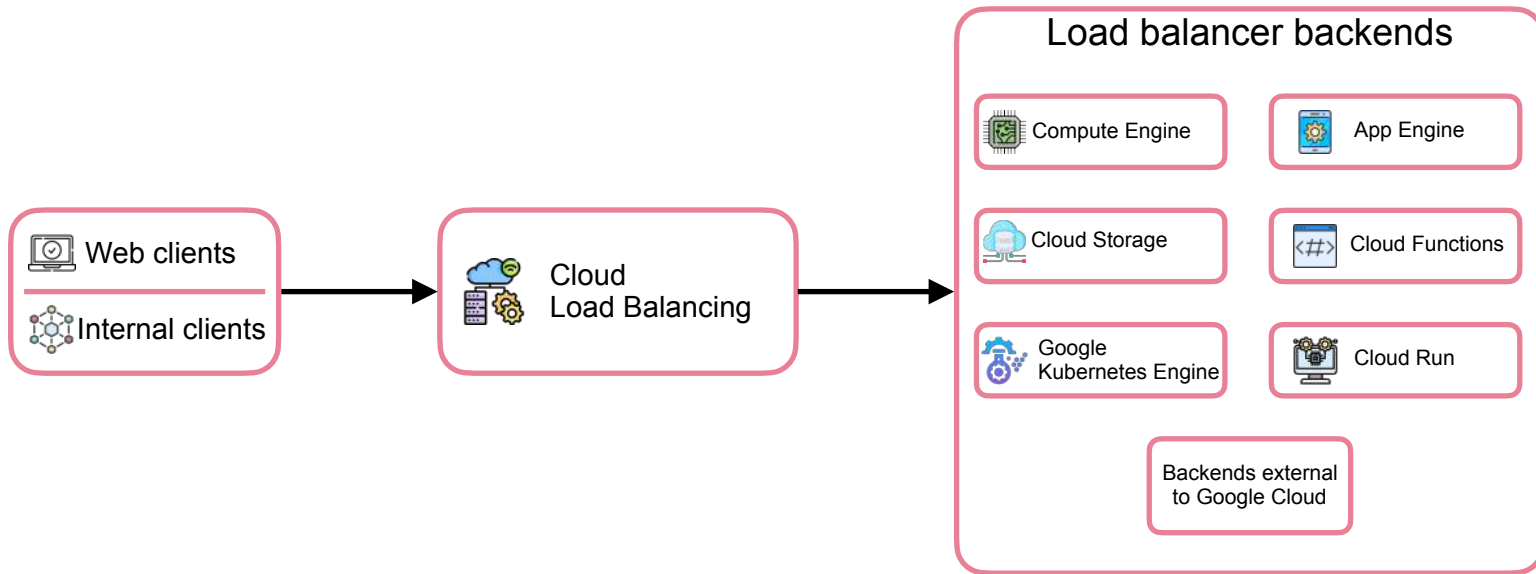 Load balancer backends
Compute Engine
App Engine
Web clients
Internal clients
Cloud
Load Balancing
Cloud Storage
Cloud Functions
<#>
Google
Kubernetes Engine
Cloud Run
Backends external
to Google Cloud